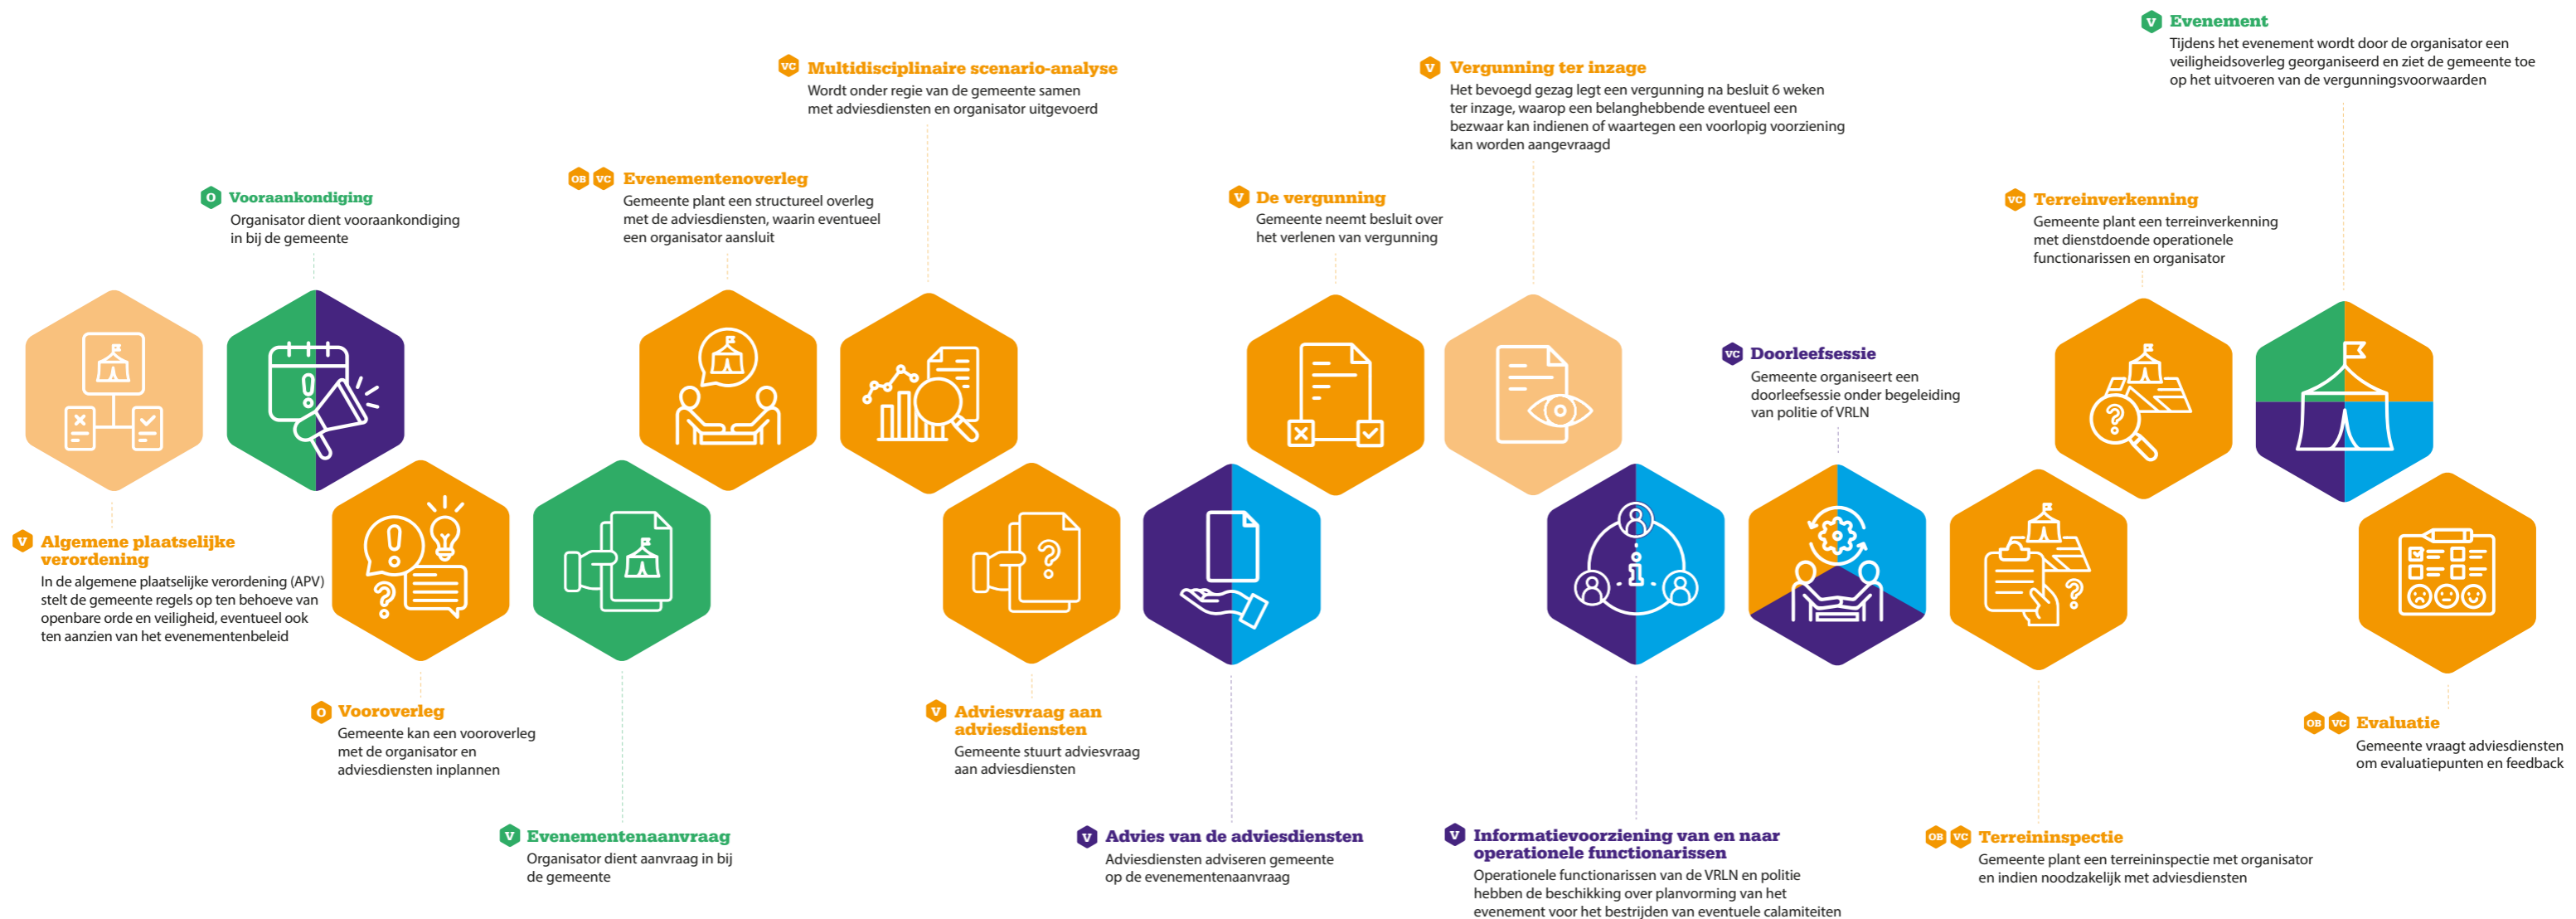 V Algemene plaatselijke
verordening
In de algemene plaatselijke verordening (APV)
stelt de gemeente regels op ten behoeve van
openbare orde en veiligheid, eventueel ook
ten aanzien van het evenementenbeleid
O Vooraankondiging
Organisator dient vooraankondiging
in bij de gemeente
O Vooroverleg
Gemeente kan een vooroverleg
met de organisator en
adviesdiensten inplannen
V Evenementenaanvraag
Organisator dient aanvraag in bij
de gemeente
OB VC Evenementenoverleg
Gemeente plant een structureel overleg
met de adviesdiensten, waarin eventueel
een organisator aansluit
VC Multidisciplinaire scenario-analyse
Wordt onder regie van de gemeente samen
met adviesdiensten en organisator uitgevoerd
V Adviesvraag aan
adviesdiensten
Gemeente stuurt adviesvraag
aan adviesdiensten
V Advies van de adviesdiensten
Adviesdiensten adviseren gemeente
op de evenementenaanvraag
V De vergunning
Gemeente neemt besluit over
het verlenen van vergunning
V Vergunning ter inzage
Het bevoegd gezag legt een vergunning na besluit 6 weken
ter inzage, waarop een belanghebbende eventueel een
bezwaar kan indienen of waartegen een voorlopig voorziening
kan worden aangevraagd
V Informatievoorziening van en naar
operationele functionarissen
Operationele functionarissen van de VRLN en politie
hebben de beschikking over planvorming van het
evenement voor het bestrijden van eventuele calamiteiten
VC Doorleefsessie
Gemeente organiseert een
doorleefsessie onder begeleiding
van politie of VRLN
OB VC Terreininspectie
Gemeente plant een terreininspectie met organisator
en indien noodzakelijk met adviesdiensten
VC Terreinverkenning
Gemeente plant een terreinverkenning
met dienstdoende operationele
functionarissen en organisator
V Evenement
Tijdens het evenement wordt door de organisator een
veiligheidsoverleg georganiseerd en ziet de gemeente toe
op het uitvoeren van de vergunningsvoorwaarden
OB VC Evaluatie
Gemeente vraagt adviesdiensten
om evaluatiepunten en feedback